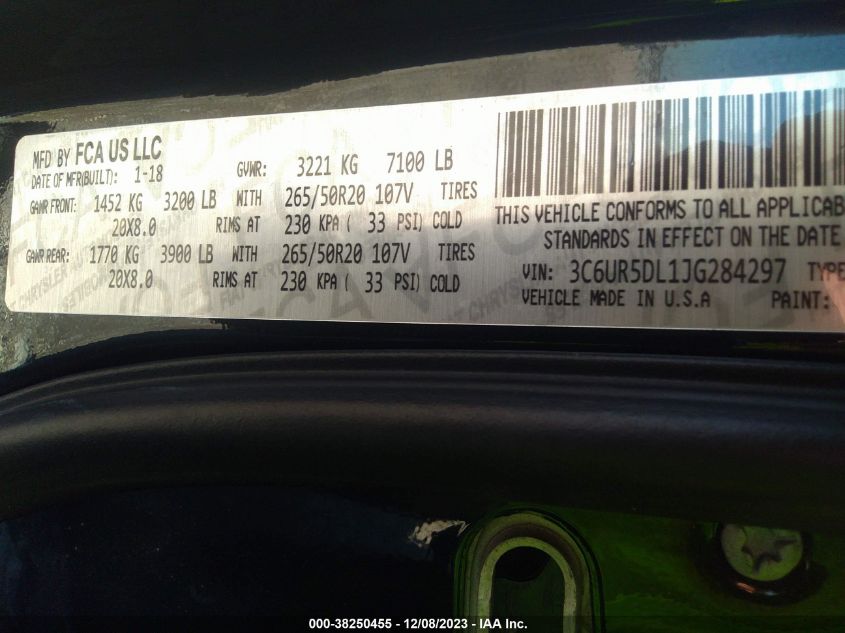 MFD BY FCA US LLC
DATE OF MFR(BUILT): 1-18
GVWR: 3221 KG 7100 LB
GAWR FRONT: 1452 KG 3200 LB WITH 265/50R20 107V TIRES
20X8.0 RIMS AT 230 KPA ( 33 PSI) COLD
GAWR REAR: 1770 KG 3900 LB WITH 265/50R20 107V TIRES
20X8.0 RIMS AT 230 KPA ( 33 PSI) COLD
THIS VEHICLE CONFORMS TO ALL APPLICAB
STANDARDS IN EFFECT ON THE DATE
VIN: 3C6UR5DL1JG284297 TYPE
VEHICLE MADE IN U.S.A PAINT:
000-38250455 - 12/08/2023 - IAA Inc.